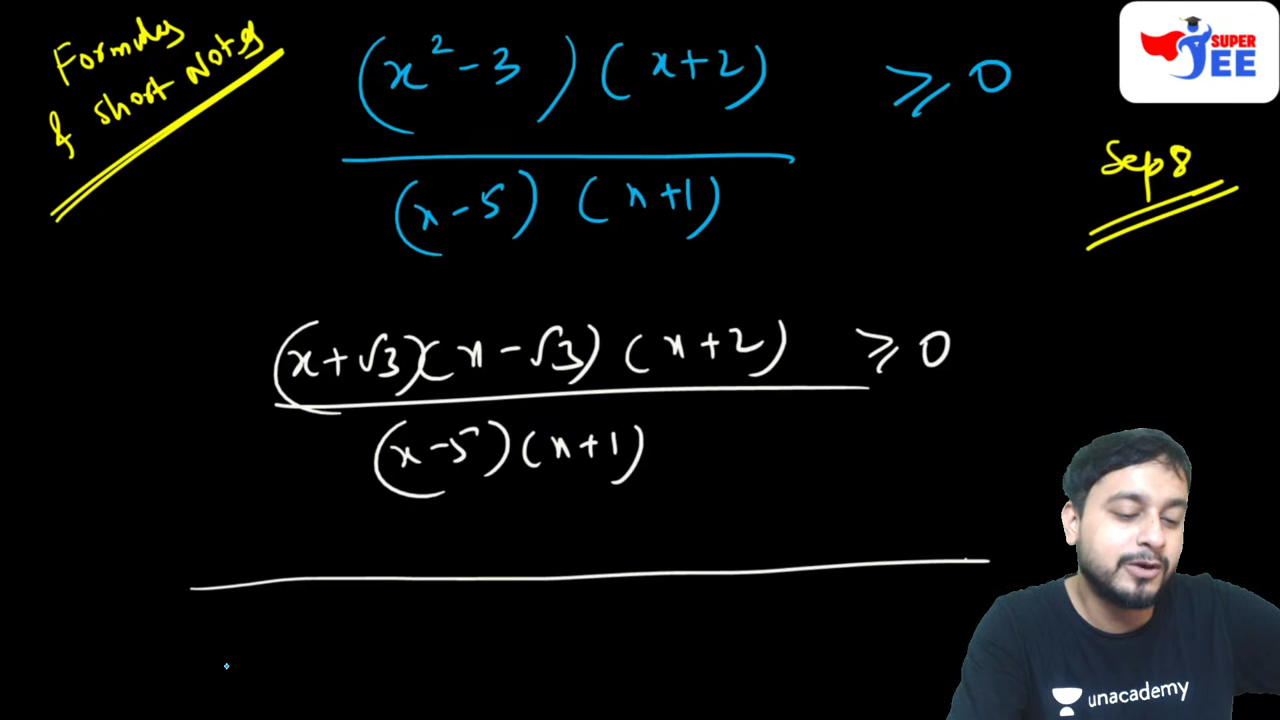 Formulas
& short Notes
(x² - 3) (x + 2) ≥ 0
(x - 5) (x + 1)
SUPER
JEE
Sep 8
(x + √3)(x - √3) (x + 2) ≥ 0
(x - 5) (x + 1)
unacademy